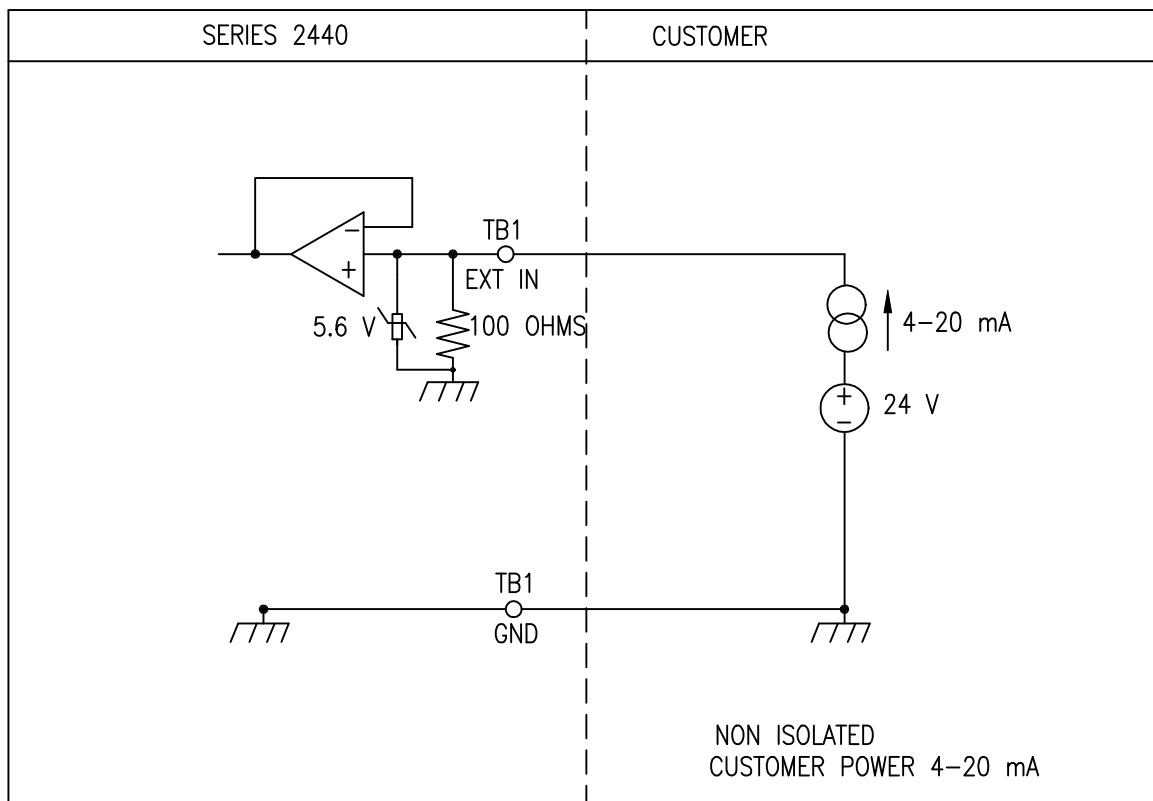 SERIES 2440
CUSTOMER
TB1
EXT IN
5.6 V
100 OHMS
4-20 mA
24 V
TB1
GND
NON ISOLATED
CUSTOMER POWER 4-20 mA